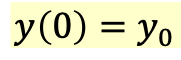 y(0) = y₀